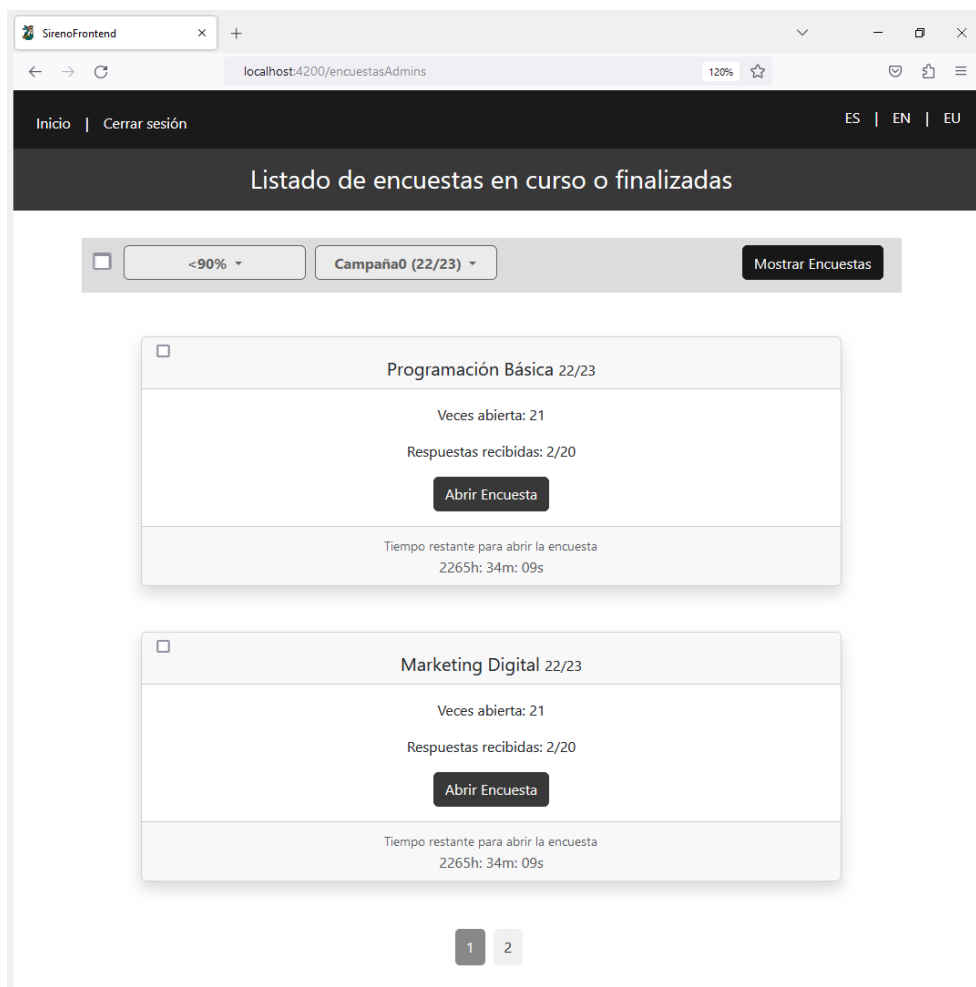 SirenoFrontend
localhost:4200/encuestasAdmins 120%
Inicio | Cerrar sesión ES | EN | EU
Listado de encuestas en curso o finalizadas
<90% Campaña0 (22/23) Mostrar Encuestas
Programación Básica 22/23
Veces abierta: 21
Respuestas recibidas: 2/20
Abrir Encuesta
Tiempo restante para abrir la encuesta
2265h: 34m: 09s
Marketing Digital 22/23
Veces abierta: 21
Respuestas recibidas: 2/20
Abrir Encuesta
Tiempo restante para abrir la encuesta
2265h: 34m: 09s
1 2